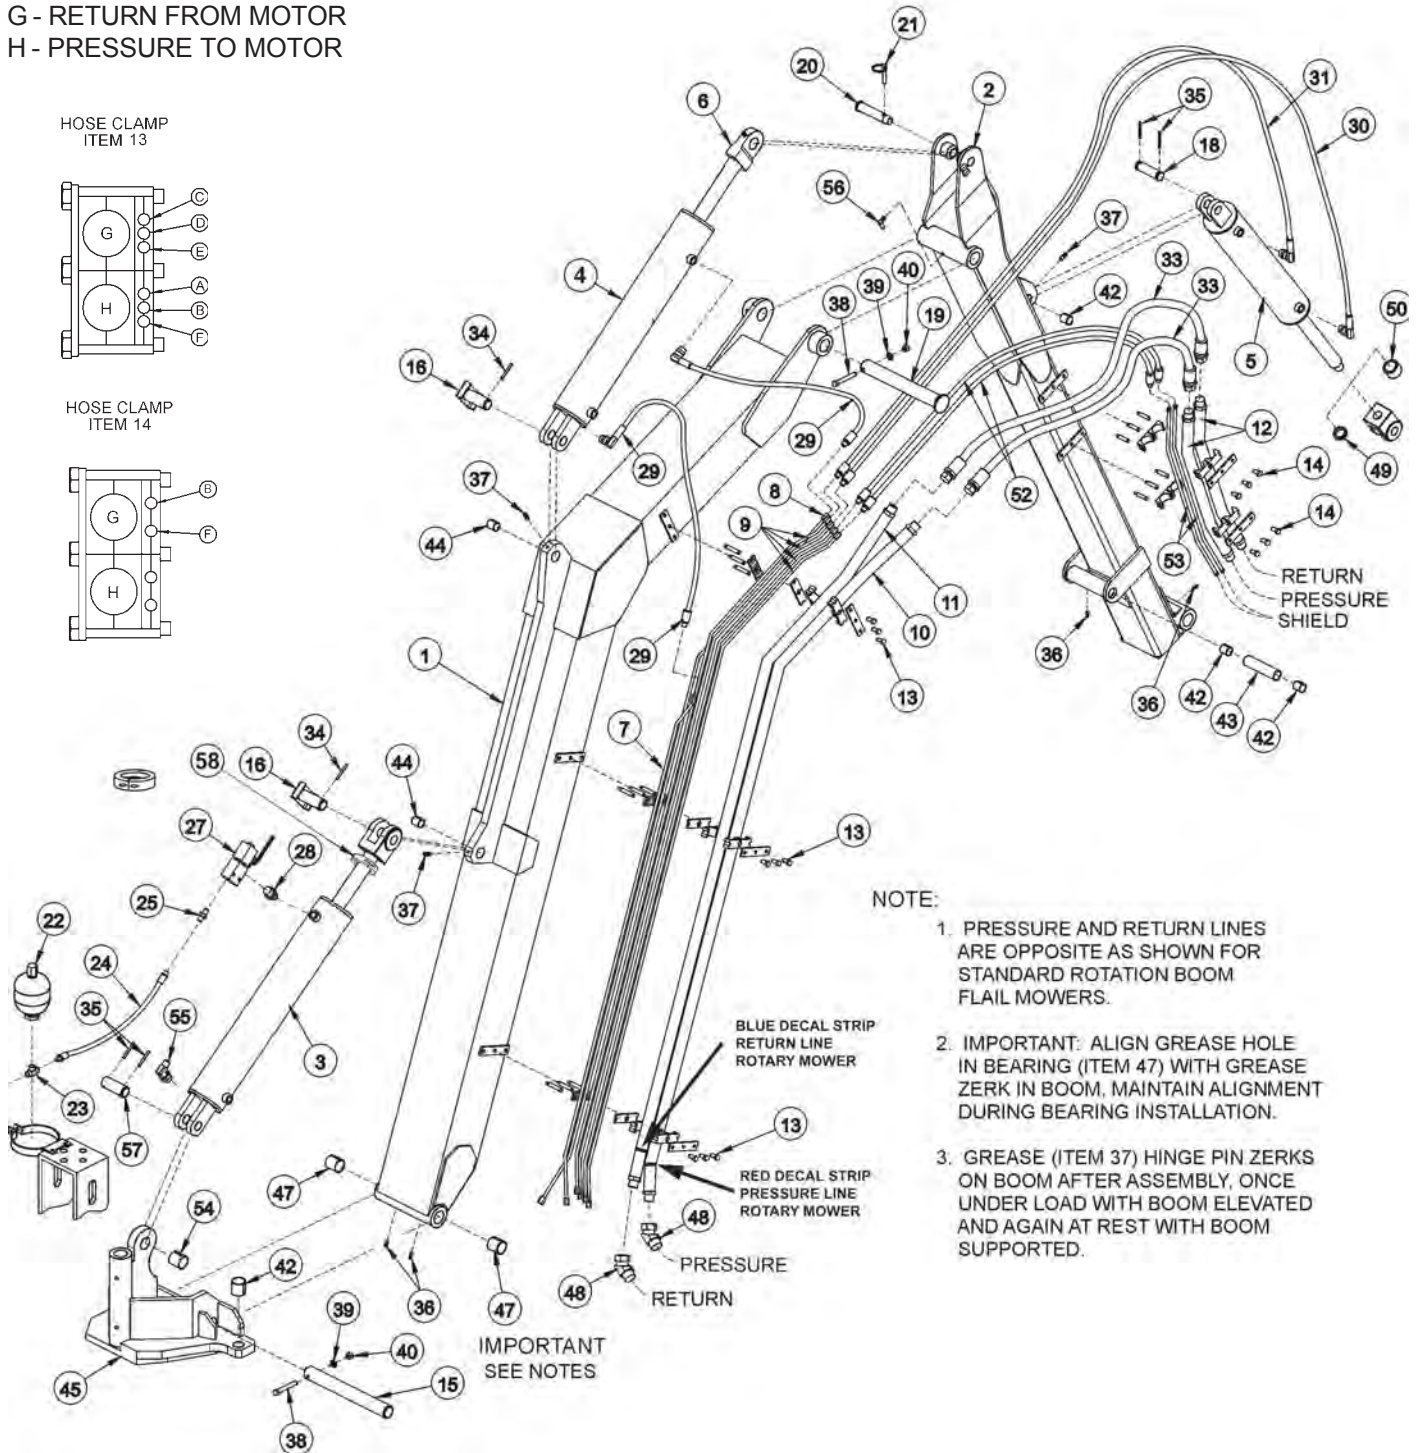 G - RETURN FROM MOTOR
H - PRESSURE TO MOTOR
HOSE CLAMP
ITEM 13
C
D
G
E
A
H
B
F
HOSE CLAMP
ITEM 14
B
G
F
H
21
20
2
6
35
31
30
18
56
37
4
40
39
33
33
42
38
19
50
5
34
16
29
29
12
49
14
37
8
52
44
9
14
53
11
RETURN
PRESSURE
SHIELD
10
29
36
1
13
36
42
43
42
34
7
58
16
44
27
28
13
37
25
22
24
35
55
3
23
57
NOTE:
1. PRESSURE AND RETURN LINES
ARE OPPOSITE AS SHOWN FOR
STANDARD ROTATION BOOM
FLAIL MOWERS.
2. IMPORTANT: ALIGN GREASE HOLE
IN BEARING (ITEM 47) WITH GREASE
ZERK IN BOOM, MAINTAIN ALIGNMENT
DURING BEARING INSTALLATION.
3. GREASE (ITEM 37) HINGE PIN ZERKS
ON BOOM AFTER ASSEMBLY, ONCE
UNDER LOAD WITH BOOM ELEVATED
AND AGAIN AT REST WITH BOOM
SUPPORTED.
BLUE DECAL STRIP
RETURN LINE
ROTARY MOWER
13
RED DECAL STRIP
PRESSURE LINE
ROTARY MOWER
47
54
48
PRESSURE
42
36
47
48
RETURN
39
40
IMPORTANT
SEE NOTES
45
15
38